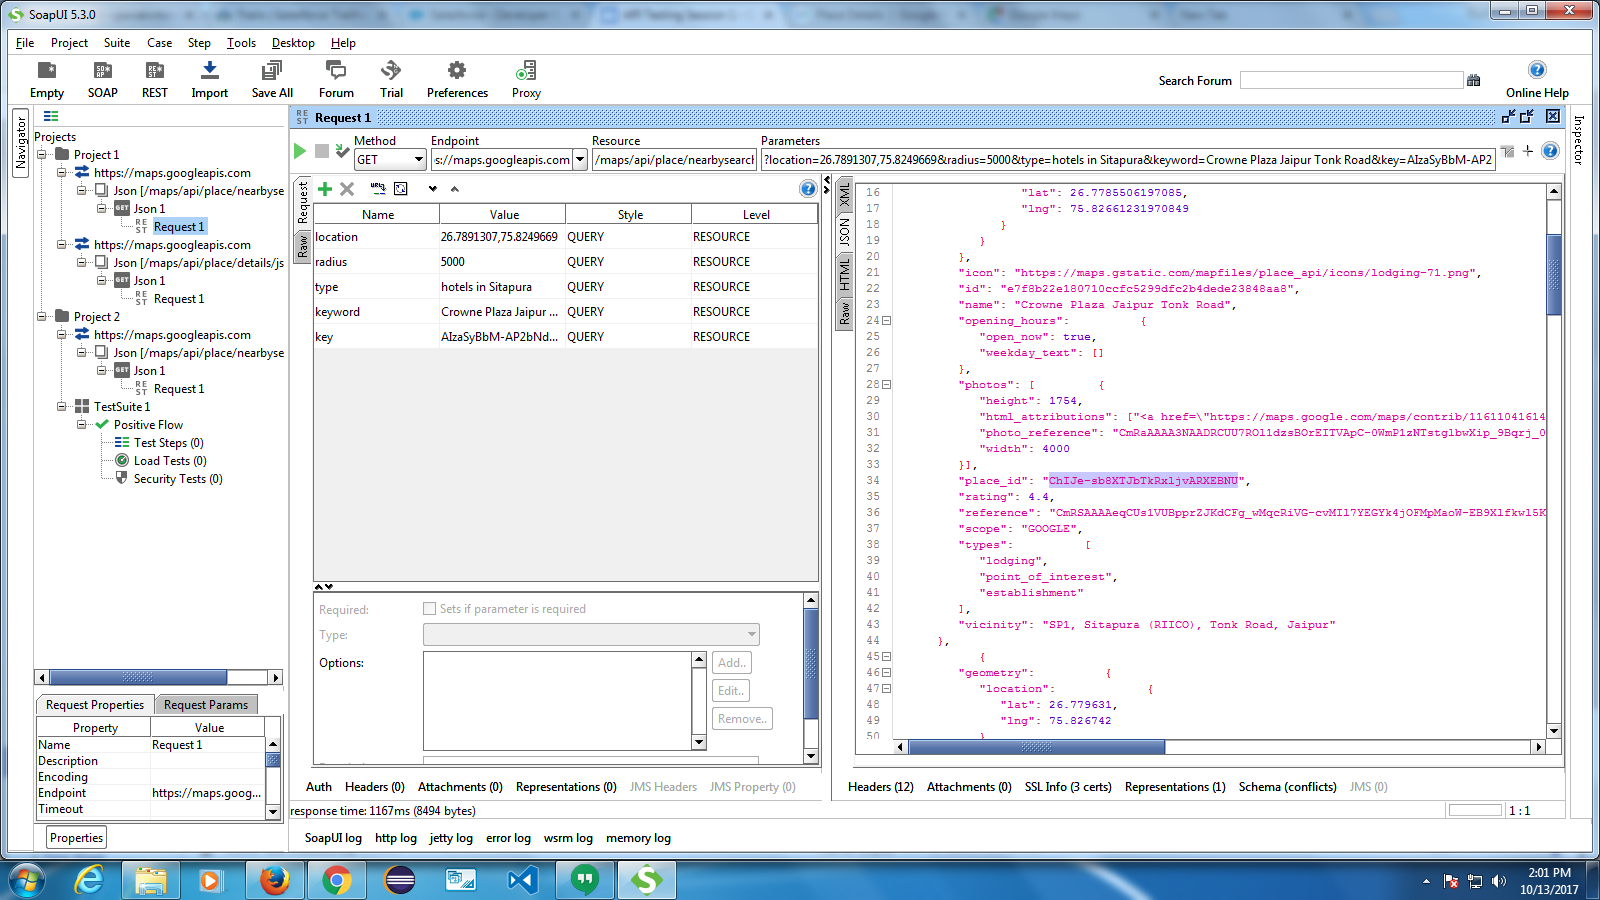 SoapUI 5.3.0
File Project Suite Case Step Tools Desktop Help
Empty SOAP REST Import Save All Forum Trial Preferences Proxy
Search Forum
Online Help
Navigator
Projects
Project 1
https://maps.googleapis.com
Json [/maps/api/place/nearbyse
GET Json 1
REST Request 1
https://maps.googleapis.com
Json [/maps/api/place/details/js
GET Json 1
REST Request 1
Project 2
https://maps.googleapis.com
Json [/maps/api/place/nearbyse
GET Json 1
REST Request 1
TestSuite 1
Positive Flow
Test Steps (0)
Load Tests (0)
Security Tests (0)
Request Properties Request Params
Property Value
Name Request 1
Description
Encoding
Endpoint https://maps.goog...
Timeout
Properties
REST Request 1
Method Endpoint Resource Parameters
GET s://maps.googleapis.com /maps/api/place/nearbysearch ?location=26.7891307,75.8249669&radius=5000&type=hotels in Sitapura&keyword=Crowne Plaza Jaipur Tonk Road&key=AIzaSyBbM-AP2
Request
Raw
Name Value Style Level
location 26.7891307,75.8249669 QUERY RESOURCE
radius 5000 QUERY RESOURCE
type hotels in Sitapura QUERY RESOURCE
keyword Crowne Plaza Jaipur ... QUERY RESOURCE
key AIzaSyBbM-AP2bNd... QUERY RESOURCE
Required: Sets if parameter is required
Type:
Options:
Add..
Edit..
Remove..
Auth Headers (0) Attachments (0) Representations (0) JMS Headers JMS Property (0)
XML
JSON
HTML
Raw
16 "lat": 26.7785506197085,
17 "lng": 75.82661231970849
18 }
19 }
20 },
21 "icon": "https://maps.gstatic.com/mapfiles/place_api/icons/lodging-71.png",
22 "id": "e7f8b22e180710ccfc5299dfc2b4dede23848aa8",
23 "name": "Crowne Plaza Jaipur Tonk Road",
24 "opening_hours": {
25 "open_now": true,
26 "weekday_text": []
27 },
28 "photos": [ {
29 "height": 1754,
30 "html_attributions": ["<a href=\"https://maps.google.com/maps/contrib/11611041614
31 "photo_reference": "CmRaAAAA3NAADRCUU7ROl1dzsBOrEITVApC-0WmP1zNTstglbwXip_9Bqrj_0
32 "width": 4000
33 }],
34 "place_id": "ChIJe-sb8XTJbTkRxljvARXEBNU",
35 "rating": 4.4,
36 "reference": "CmRSAAAAeqCUs1VUBpprZJKdCFg_wMqcRiVG-cvMIl7YEGYk4jOFMpMaoW-EB9Xlfkwl5K
37 "scope": "GOOGLE",
38 "types": [
39 "lodging",
40 "point_of_interest",
41 "establishment"
42 ],
43 "vicinity": "SP1, Sitapura (RIICO), Tonk Road, Jaipur"
44 },
45 {
46 "geometry": {
47 "location": {
48 "lat": 26.779631,
49 "lng": 75.826742
50 }
Headers (12) Attachments (0) SSL Info (3 certs) Representations (1) Schema (conflicts) JMS (0)
Inspector
response time: 1167ms (8494 bytes)
1 : 1
SoapUI log http log jetty log error log wsrm log memory log
2:01 PM
10/13/2017